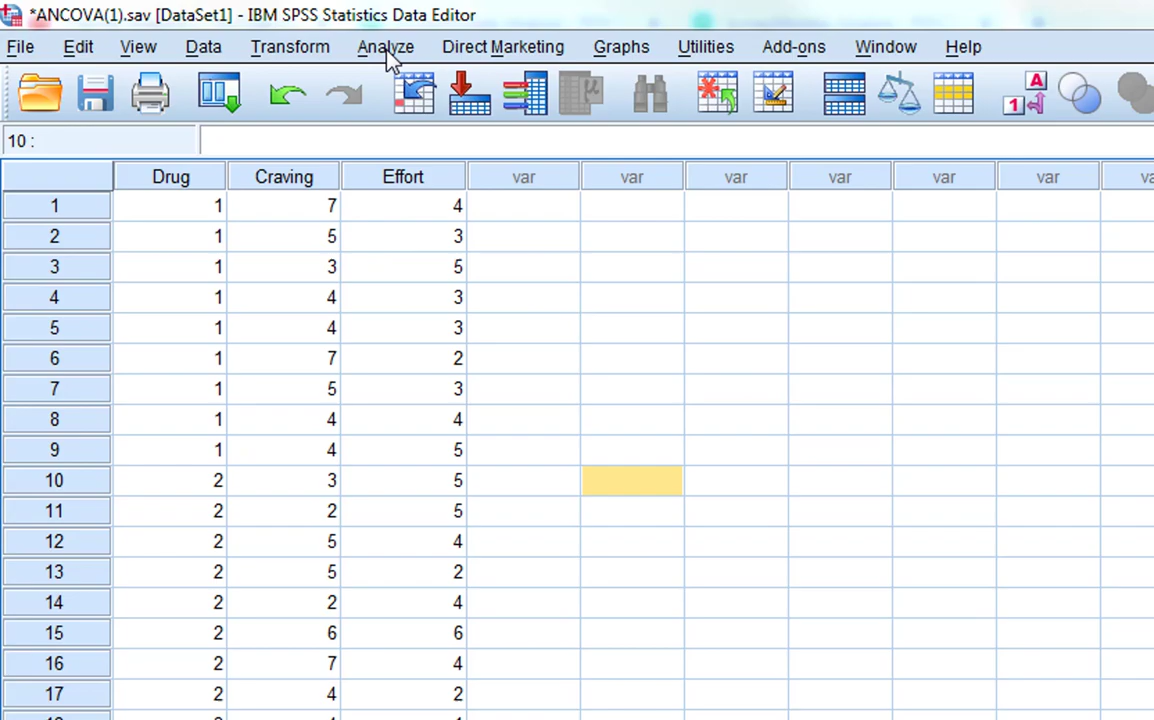 *ANCOVA(1).sav [DataSet1] - IBM SPSS Statistics Data Editor
File Edit View Data Transform Analyze Direct Marketing Graphs Utilities Add-ons Window Help
10 :
Drug Craving Effort var var var var var var
1 1 7 4
2 1 5 3
3 1 3 5
4 1 4 3
5 1 4 3
6 1 7 2
7 1 5 3
8 1 4 4
9 1 4 5
10 2 3 5
11 2 2 5
12 2 5 4
13 2 5 2
14 2 2 4
15 2 6 6
16 2 7 4
17 2 4 2